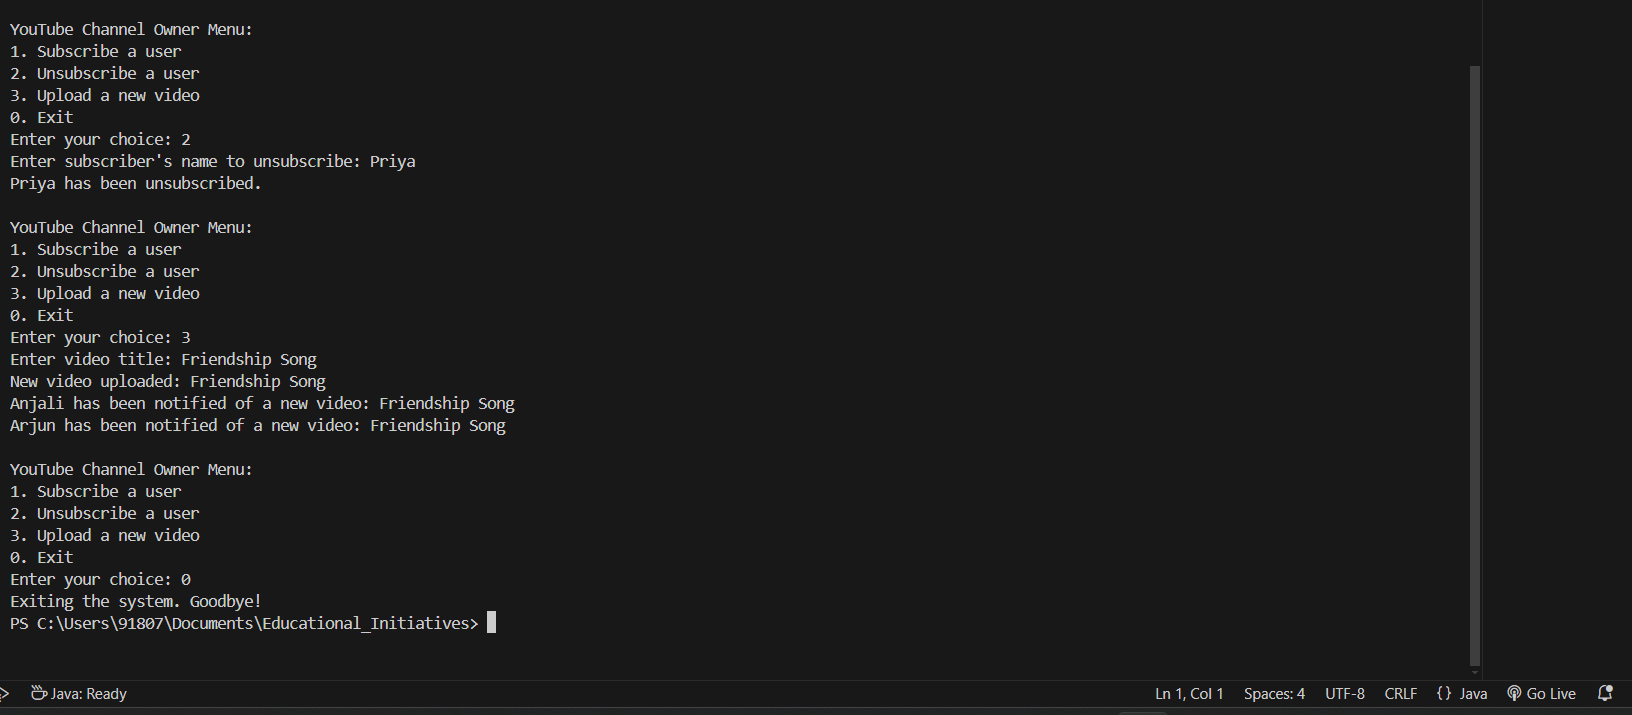 YouTube Channel Owner Menu:
1. Subscribe a user
2. Unsubscribe a user
3. Upload a new video
0. Exit
Enter your choice: 2
Enter subscriber's name to unsubscribe: Priya
Priya has been unsubscribed.
YouTube Channel Owner Menu:
1. Subscribe a user
2. Unsubscribe a user
3. Upload a new video
0. Exit
Enter your choice: 3
Enter video title: Friendship Song
New video uploaded: Friendship Song
Anjali has been notified of a new video: Friendship Song
Arjun has been notified of a new video: Friendship Song
YouTube Channel Owner Menu:
1. Subscribe a user
2. Unsubscribe a user
3. Upload a new video
0. Exit
Enter your choice: 0
Exiting the system. Goodbye!
PS C:\Users\91807\Documents\Educational_Initiatives>
Java: Ready Ln 1, Col 1 Spaces: 4 UTF-8 CRLF {} Java Go Live